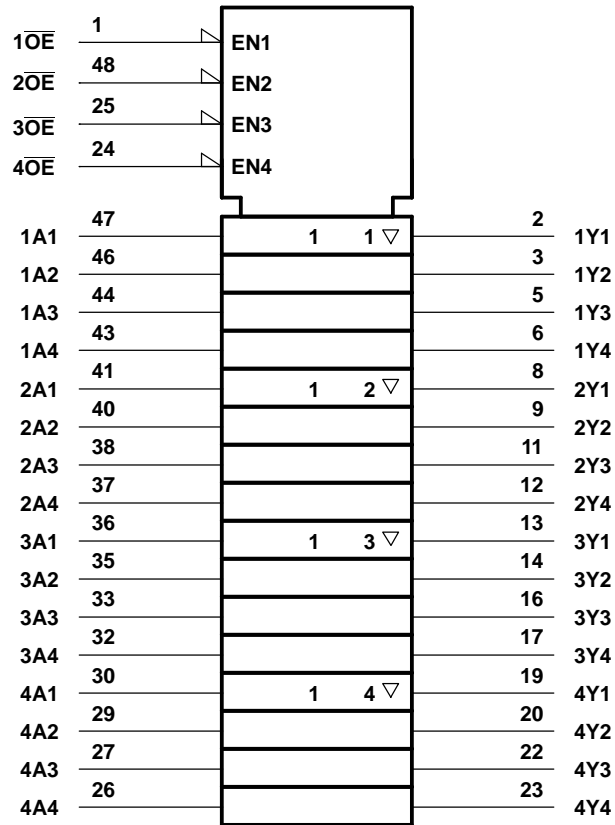 1O̅E̅ 1 EN1
2O̅E̅ 48 EN2
3O̅E̅ 25 EN3
4O̅E̅ 24 EN4
1A1 47 1 1 ▽ 2 1Y1
1A2 46 3 1Y2
1A3 44 5 1Y3
1A4 43 6 1Y4
2A1 41 1 2 ▽ 8 2Y1
2A2 40 9 2Y2
2A3 38 11 2Y3
2A4 37 12 2Y4
3A1 36 1 3 ▽ 13 3Y1
3A2 35 14 3Y2
3A3 33 16 3Y3
3A4 32 17 3Y4
4A1 30 1 4 ▽ 19 4Y1
4A2 29 20 4Y2
4A3 27 22 4Y3
4A4 26 23 4Y4